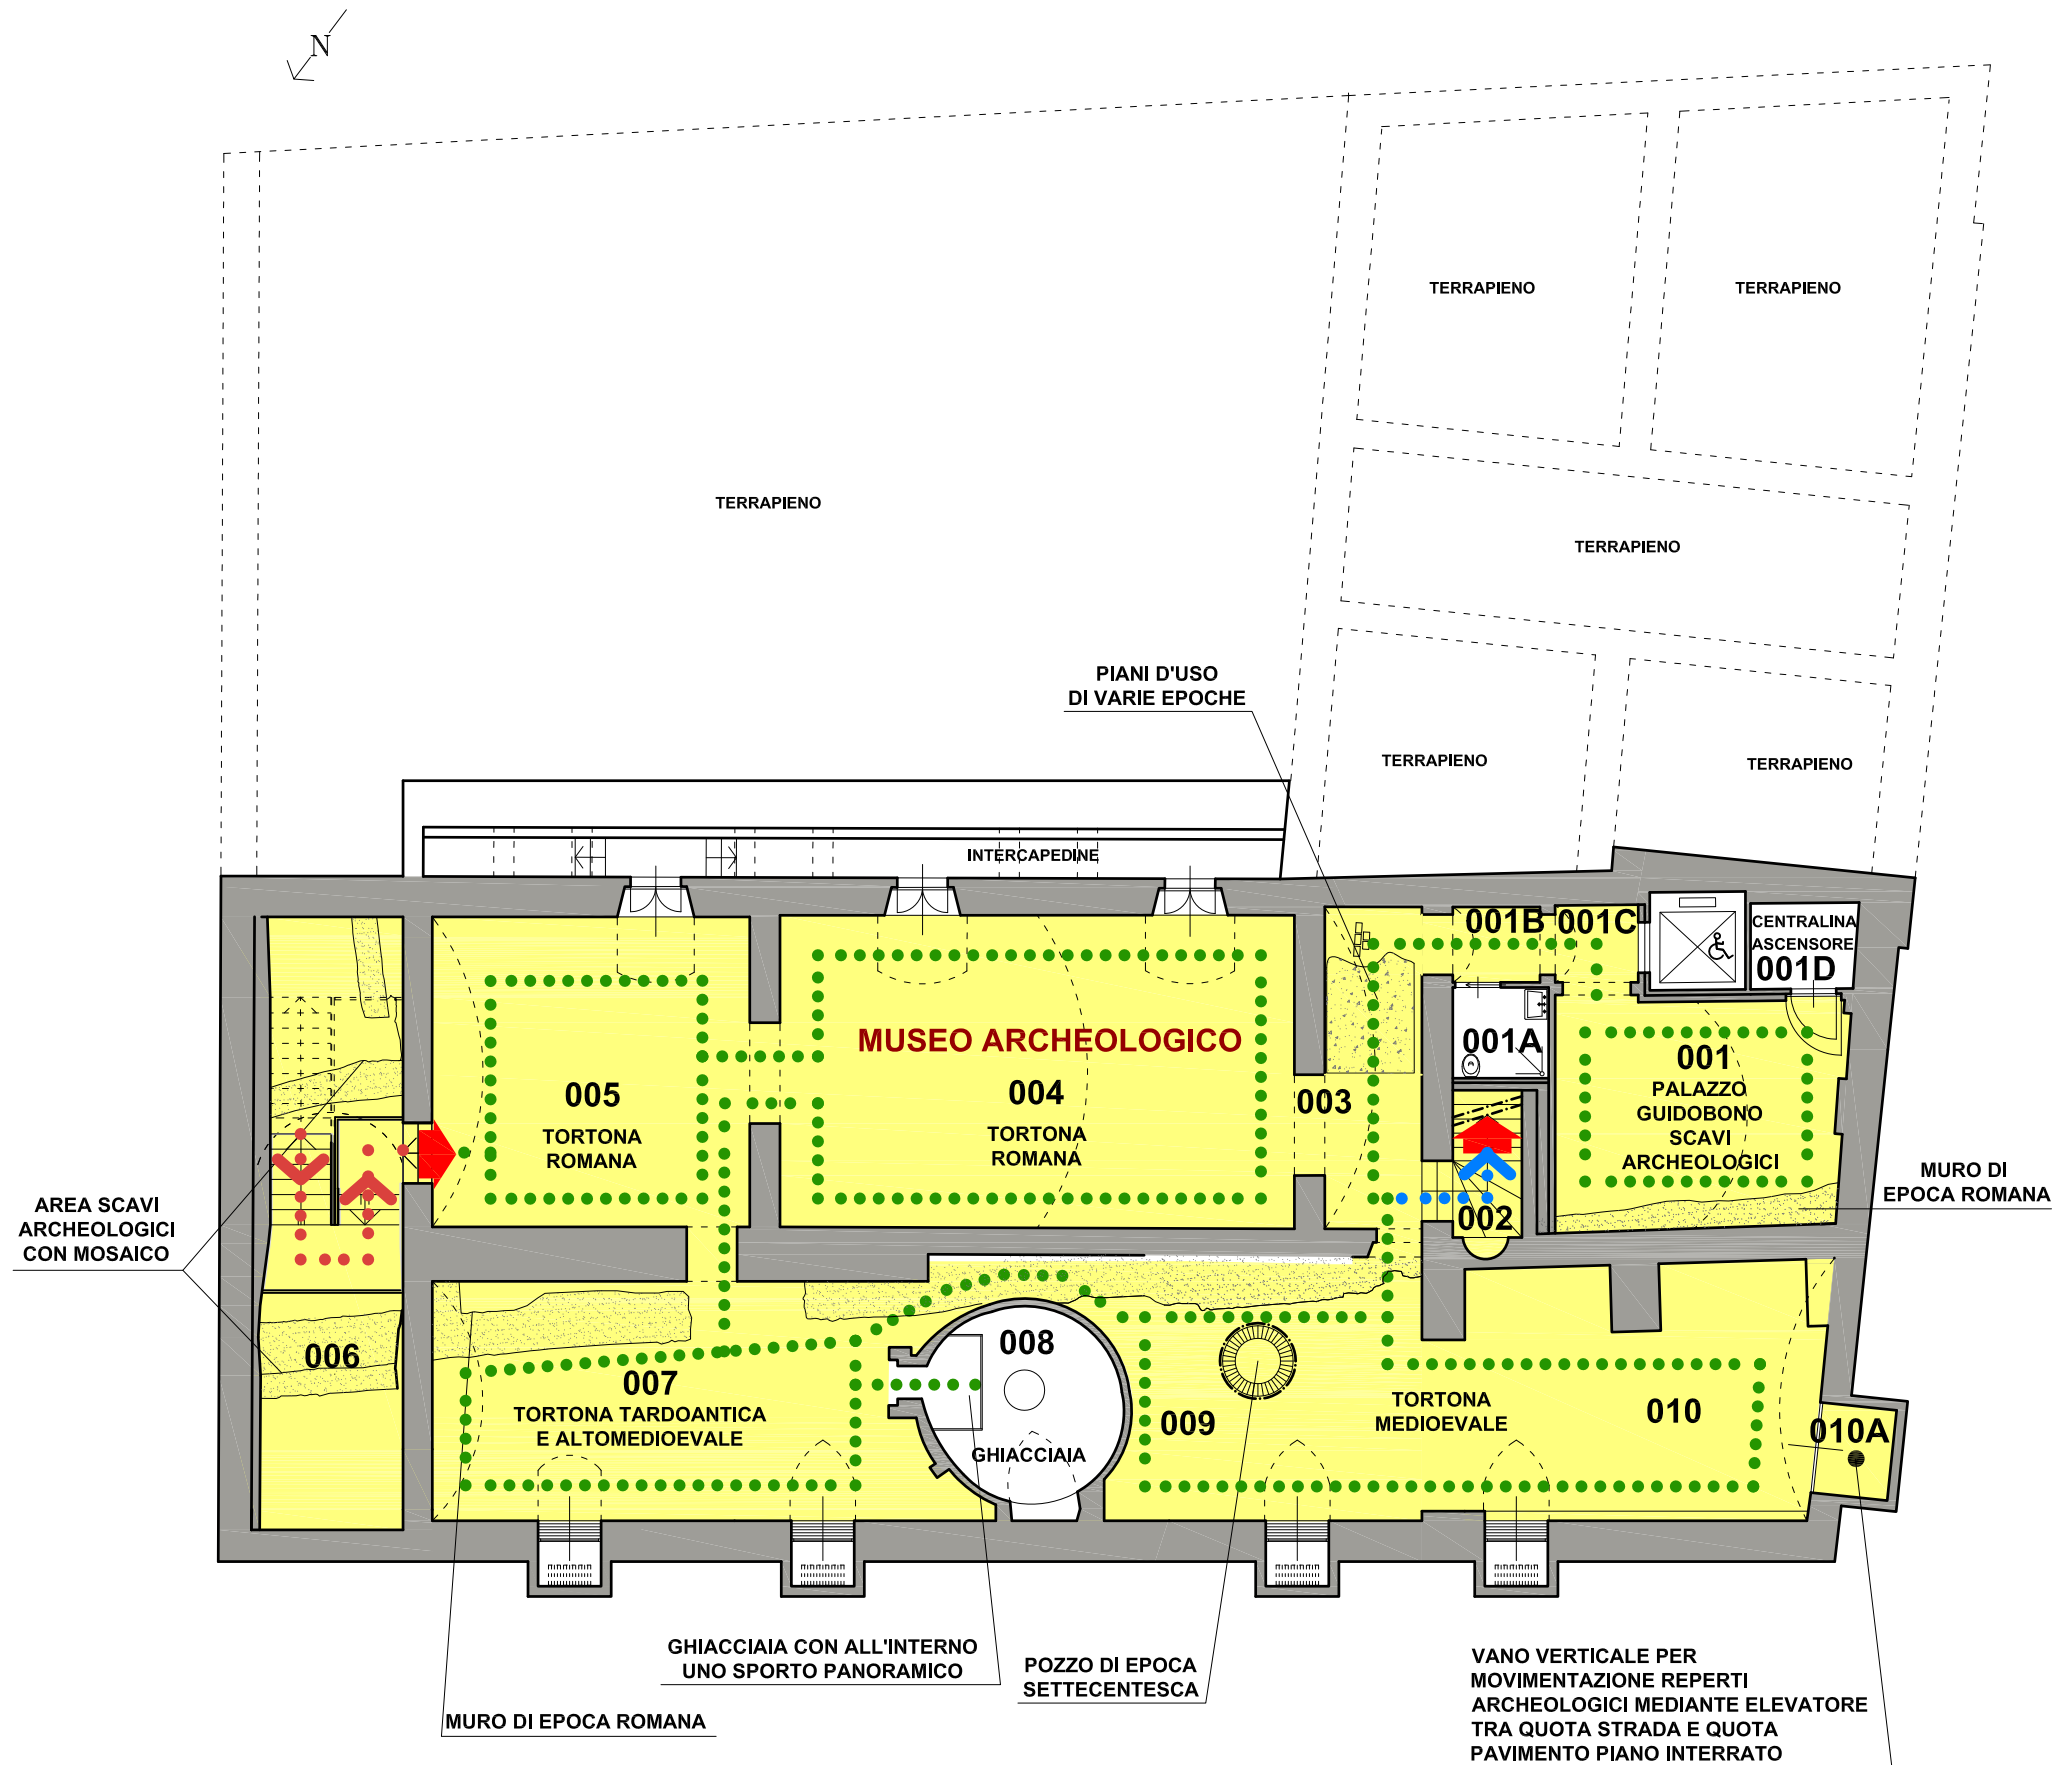 N
TERRAPIENO
TERRAPIENO
TERRAPIENO
TERRAPIENO
PIANI D'USO
DI VARIE EPOCHE
TERRAPIENO
TERRAPIENO
INTERCAPEDINE
001B
001C
CENTRALINA
ASCENSORE
001D
MUSEO ARCHEOLOGICO
001A
001
PALAZZO
GUIDOBONO
SCAVI
ARCHEOLOGICI
005
TORTONA
ROMANA
004
TORTONA
ROMANA
003
002
MURO DI
EPOCA ROMANA
AREA SCAVI
ARCHEOLOGICI
CON MOSAICO
006
007
TORTONA TARDOANTICA
E ALTOMEDIOEVALE
008
GHIACCIAIA
009
TORTONA
MEDIOEVALE
010
010A
GHIACCIAIA CON ALL'INTERNO
UNO SPORTO PANORAMICO
POZZO DI EPOCA
SETTECENTESCA
MURO DI EPOCA ROMANA
VANO VERTICALE PER
MOVIMENTAZIONE REPERTI
ARCHEOLOGICI MEDIANTE ELEVATORE
TRA QUOTA STRADA E QUOTA
PAVIMENTO PIANO INTERRATO